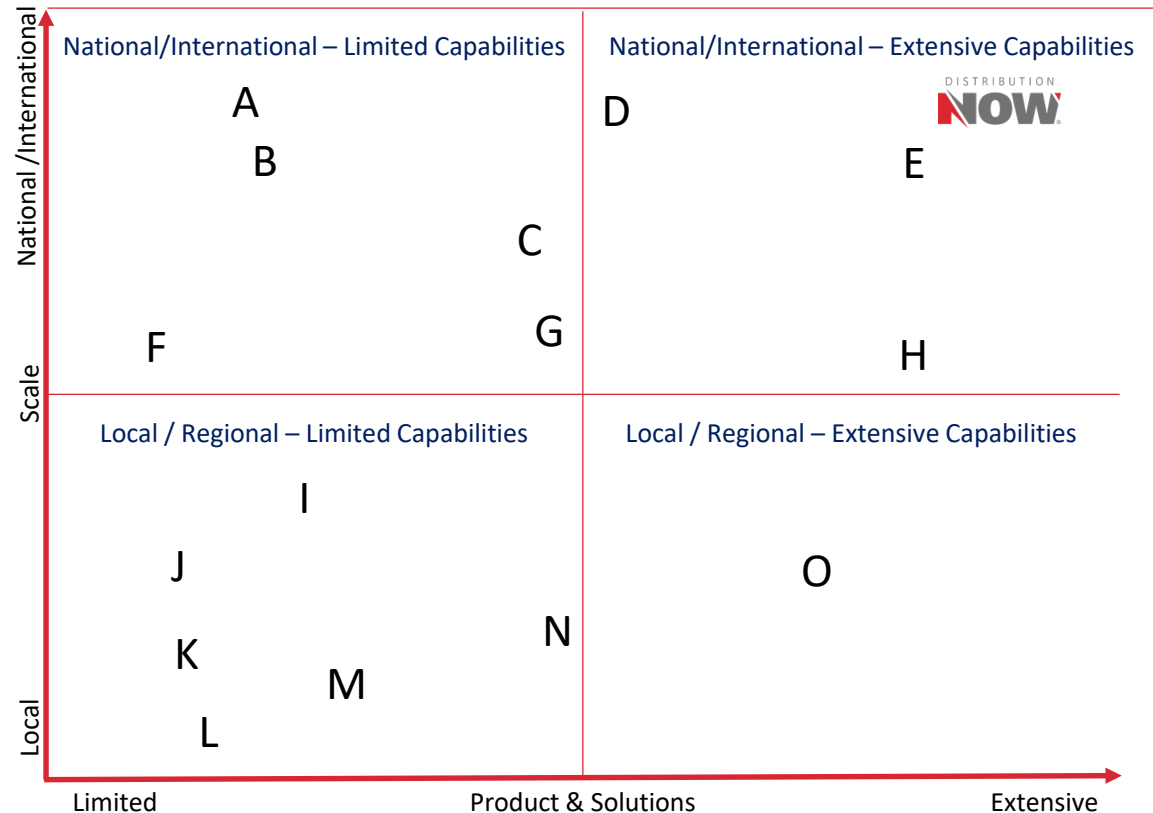 National /International
Scale
Local
National/International – Limited Capabilities
National/International – Extensive Capabilities
DISTRIBUTION
NOW®
A
D
B
E
C
G
F
H
Local / Regional – Limited Capabilities
Local / Regional – Extensive Capabilities
I
J
O
N
K
M
L
Limited
Product & Solutions
Extensive